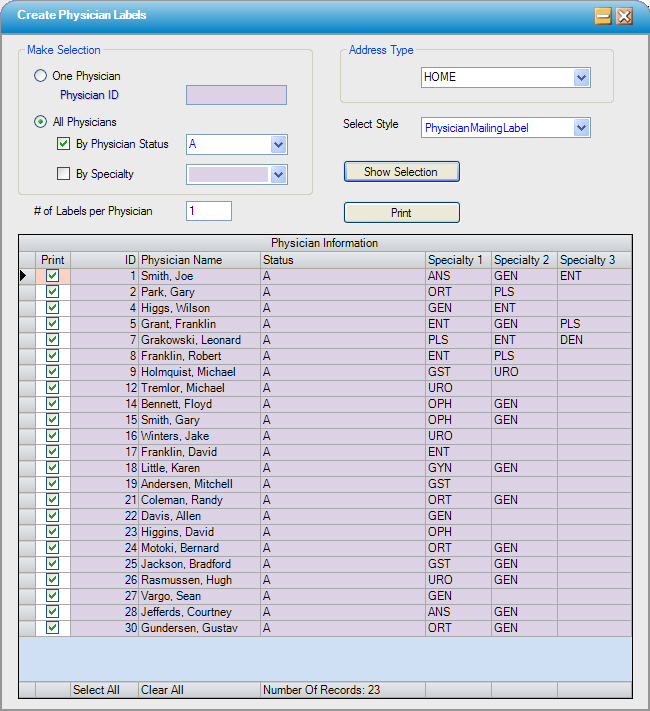 Create Physician Labels
Make Selection
One Physician
Physician ID
All Physicians
By Physician Status A
By Specialty
# of Labels per Physician 1
Address Type
HOME
Select Style PhysicianMailingLabel
Show Selection
Print
Physician Information
Print ID Physician Name Status Specialty 1 Specialty 2 Specialty 3
1 Smith, Joe A ANS GEN ENT
2 Park, Gary A ORT PLS
4 Higgs, Wilson A GEN ENT
5 Grant, Franklin A ENT GEN PLS
7 Grakowski, Leonard A PLS ENT DEN
8 Franklin, Robert A ENT PLS
9 Holmquist, Michael A GST URO
12 Tremlor, Michael A URO
14 Bennett, Floyd A OPH GEN
15 Smith, Gary A OPH GEN
16 Winters, Jake A URO
17 Franklin, David A ENT
18 Little, Karen A GYN GEN
19 Andersen, Mitchell A GST
21 Coleman, Randy A ORT GEN
22 Davis, Allen A GEN
23 Higgins, David A OPH
24 Motoki, Bernard A ORT GEN
25 Jackson, Bradford A GST GEN
26 Rasmussen, Hugh A URO GEN
27 Vargo, Sean A GEN
28 Jefferds, Courtney A ANS GEN
30 Gundersen, Gustav A ORT GEN
Select All Clear All Number Of Records: 23